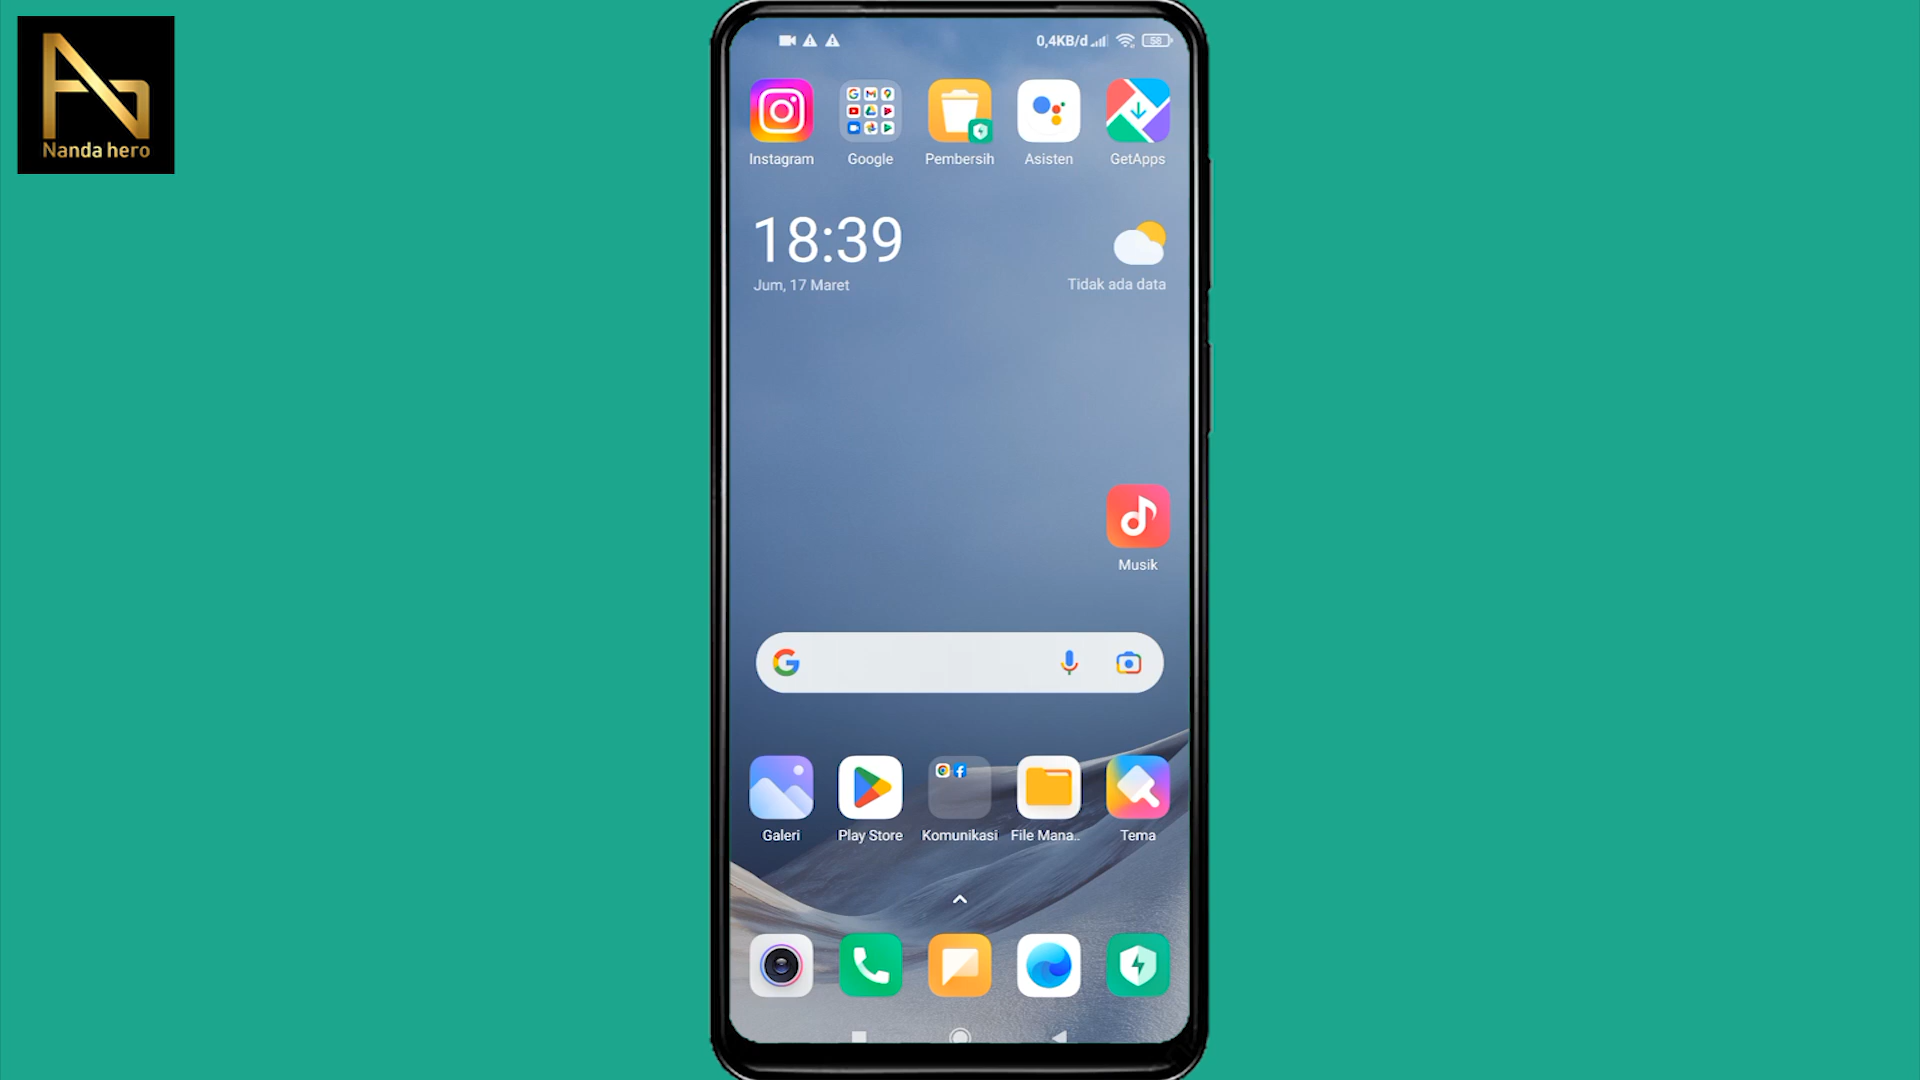 Nanda hero
0,4KB/d
58
Instagram
Google
Pembersih
Asisten
GetApps
18:39
Jum, 17 Maret
Tidak ada data
Musik
Galeri
Play Store
Komunikasi
File Mana..
Tema